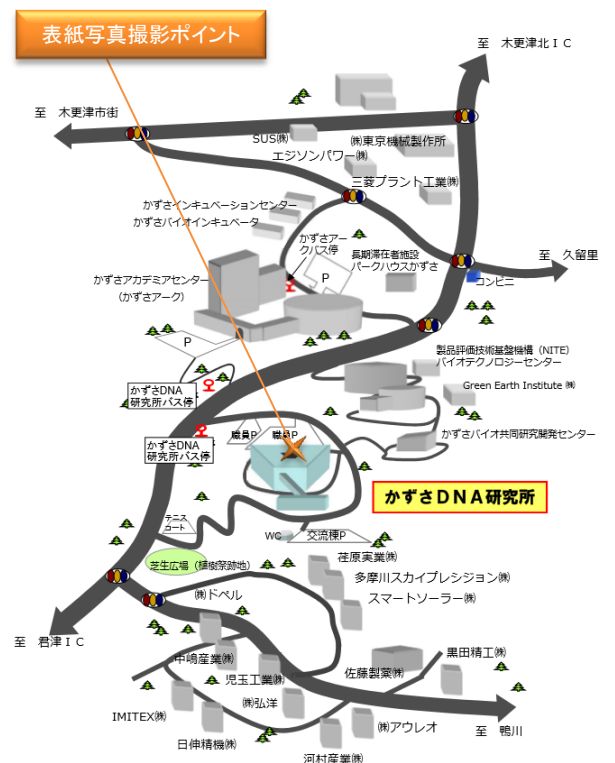 表紙写真撮影ポイント
至　木更津北ＩＣ
至　木更津市街
SUS㈱
㈱東京機械製作所
エジソンパワー㈱
三菱プラント工業㈱
かずさインキュベーションセンター
かずさバイオインキュベータ
かずさアー
クバス停
長期滞在者施設
パークハウスかずさ
至　久留里
コンビニ
P
かずさアカデミアセンター
（かずさアーク）
P
製品評価技術基盤機構（NITE）
バイオテクノロジーセンター
Green Earth Institute ㈱
かずさDNA
研究所バス停
かずさバイオ共同研究開発センター
かずさDNA
研究所バス停
職員P
職員P
かずさＤＮＡ研究所
テニス
コート
WC
交流棟P
芝生広場（植樹祭跡地）
荏原実業㈱
多摩川スカイプレシジョン㈱
スマートソーラー㈱
㈱ドペル
至　君津ＩＣ
中嶋産業㈱
児玉工業㈱
佐藤製薬㈱
黒田精工㈱
IMITEX㈱
㈱弘洋
日伸精機㈱
㈱アウレオ
河村産業㈱
至　鴨川